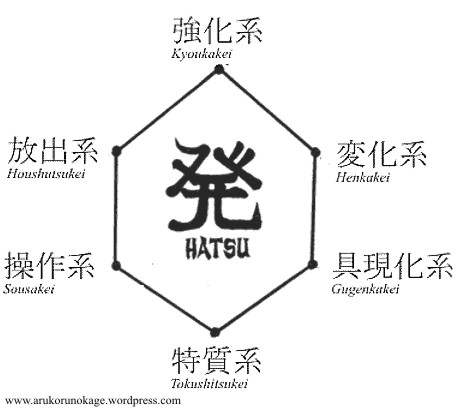 強化系
Kyoukakei
放出系
Houshutsukei
変化系
Henkakei
発
HATSU
操作系
Sousakei
具現化系
Gugenkakei
特質系
Tokushitsukei
www.arukorunokage.wordpress.com